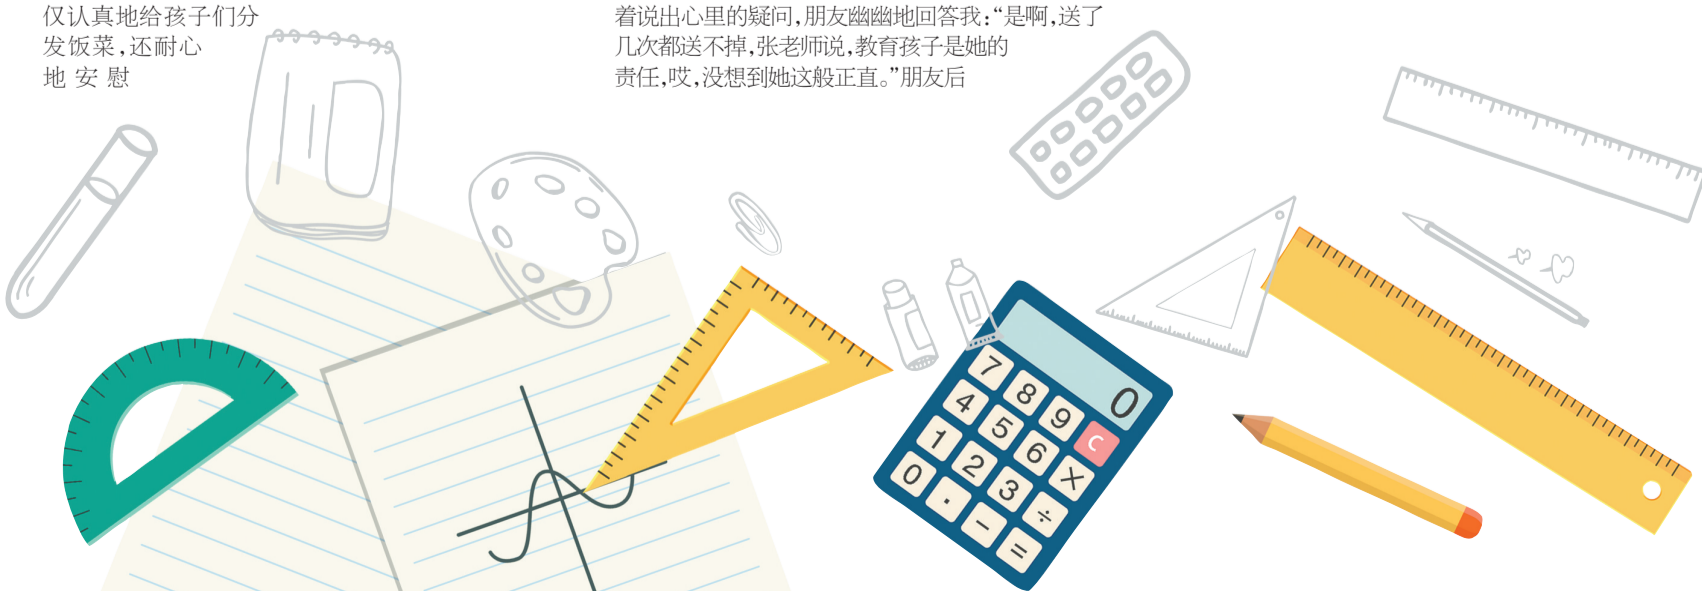 仅认真地给孩子们分
发饭菜,还耐心
地安慰
着说出心里的疑问,朋友幽幽地回答我:“是啊,送了
几次都送不掉,张老师说,教育孩子是她的
责任,哎,没想到她这般正直。”朋友后
0
7 8 9 C
4 5 6 ×
1 2 3 ÷
0 . − =